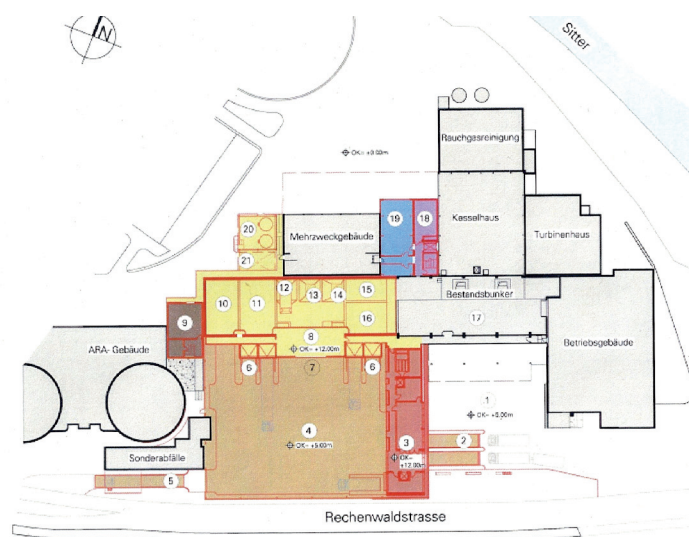 N
Sitter
Rauchgasreinigung
OK= +0.00m
20
19
18
Kesselhaus
Mehrzweckgebäude
Turbinenhaus
21
12
13
14
15
10
11
Bestandsbunker
16
17
9
8
Betriebsgebäude
ARA-Gebäude
OK= +12.00m
6
7
6
1
OK= +5.00m
4
3
2
OK= +5.00m
OK= +12.00m
Sonderabfälle
5
Rechenwaldstrasse